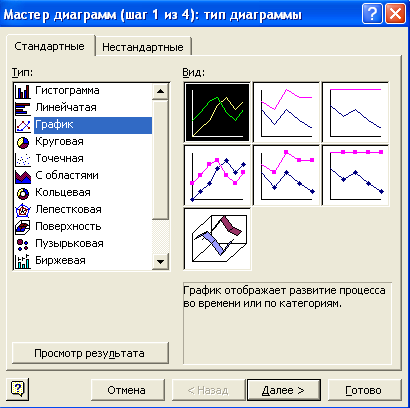 Мастер диаграмм (шаг 1 из 4): тип диаграммы
Стандартные Нестандартные
Тип:
Гистограмма
Линейчатая
График
Круговая
Точечная
С областями
Кольцевая
Лепестковая
Поверхность
Пузырьковая
Биржевая
Вид:
График отображает развитие процесса
во времени или по категориям.
Просмотр результата
Отмена < Назад Далее > Готово